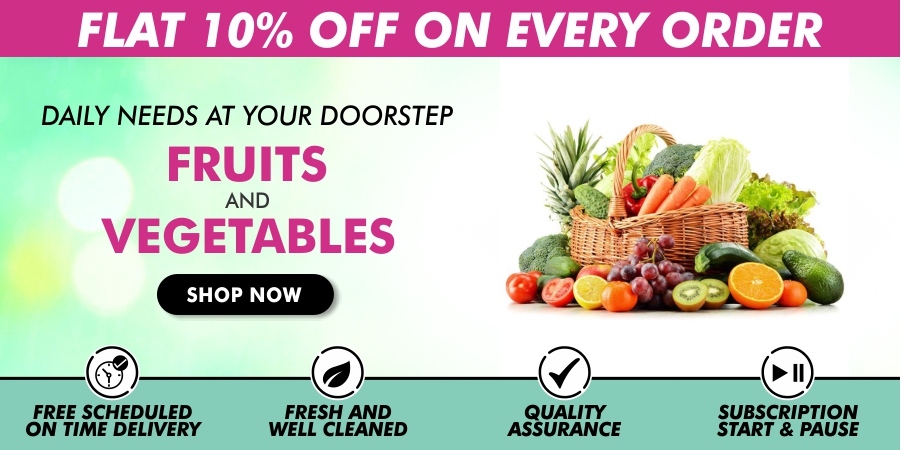 FLAT 10% OFF ON EVERY ORDER
DAILY NEEDS AT YOUR DOORSTEP
FRUITS
AND
VEGETABLES
SHOP NOW
FREE SCHEDULED
ON TIME DELIVERY
FRESH AND
WELL CLEANED
QUALITY
ASSURANCE
SUBSCRIPTION
START & PAUSE